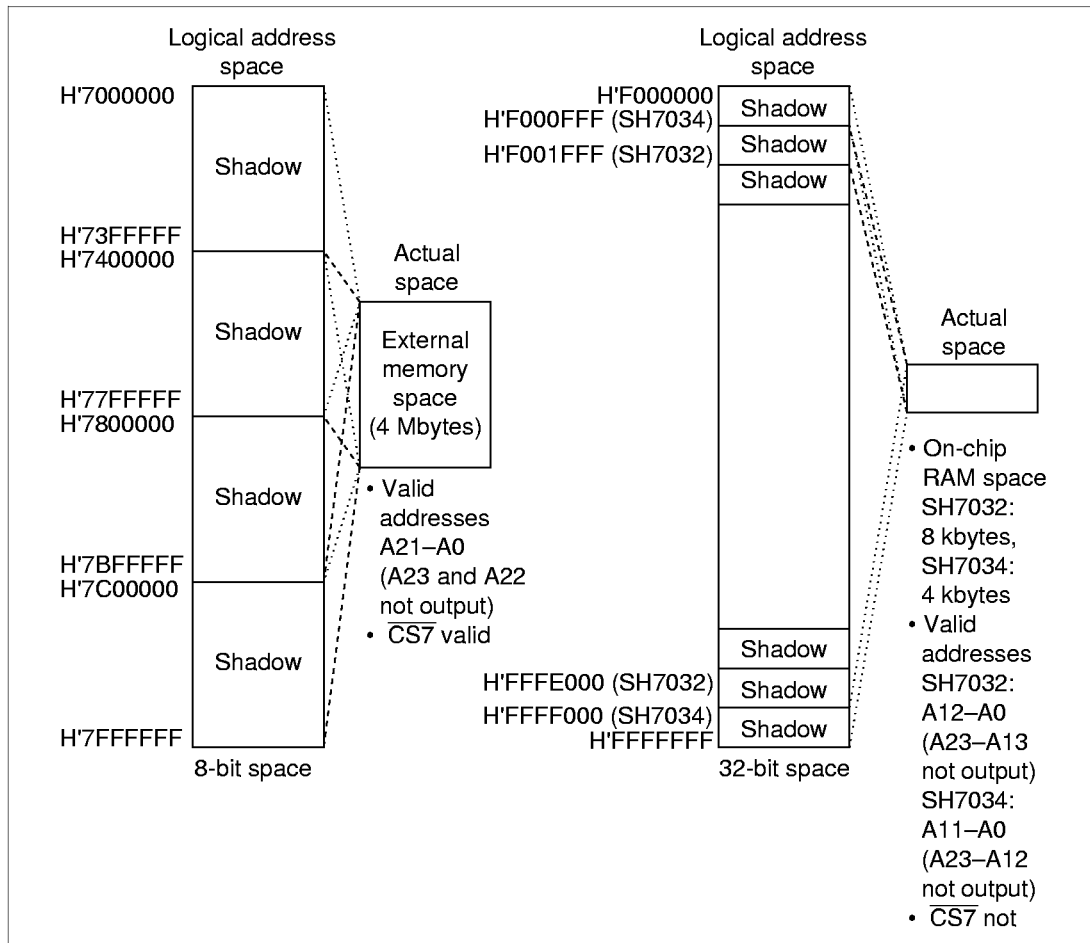 Logical address
space
H'7000000
Shadow
H'73FFFFF
H'7400000
Shadow
H'77FFFFF
H'7800000
Shadow
H'7BFFFFF
H'7C00000
Shadow
H'7FFFFFF
8-bit space
Actual
space
External
memory
space
(4 Mbytes)
• Valid
addresses
A21–A0
(A23 and A22
not output)
• C̅S̅7̅ valid
Logical address
space
H'F000000
Shadow
H'F000FFF (SH7034)
Shadow
H'F001FFF (SH7032)
Shadow
Shadow
H'FFFE000 (SH7032)
Shadow
H'FFFF000 (SH7034)
Shadow
H'FFFFFFF
32-bit space
Actual
space
• On-chip
RAM space
SH7032:
8 kbytes,
SH7034:
4 kbytes
• Valid
addresses
SH7032:
A12–A0
(A23–A13
not output)
SH7034:
A11–A0
(A23–A12
not output)
• C̅S̅7̅ not